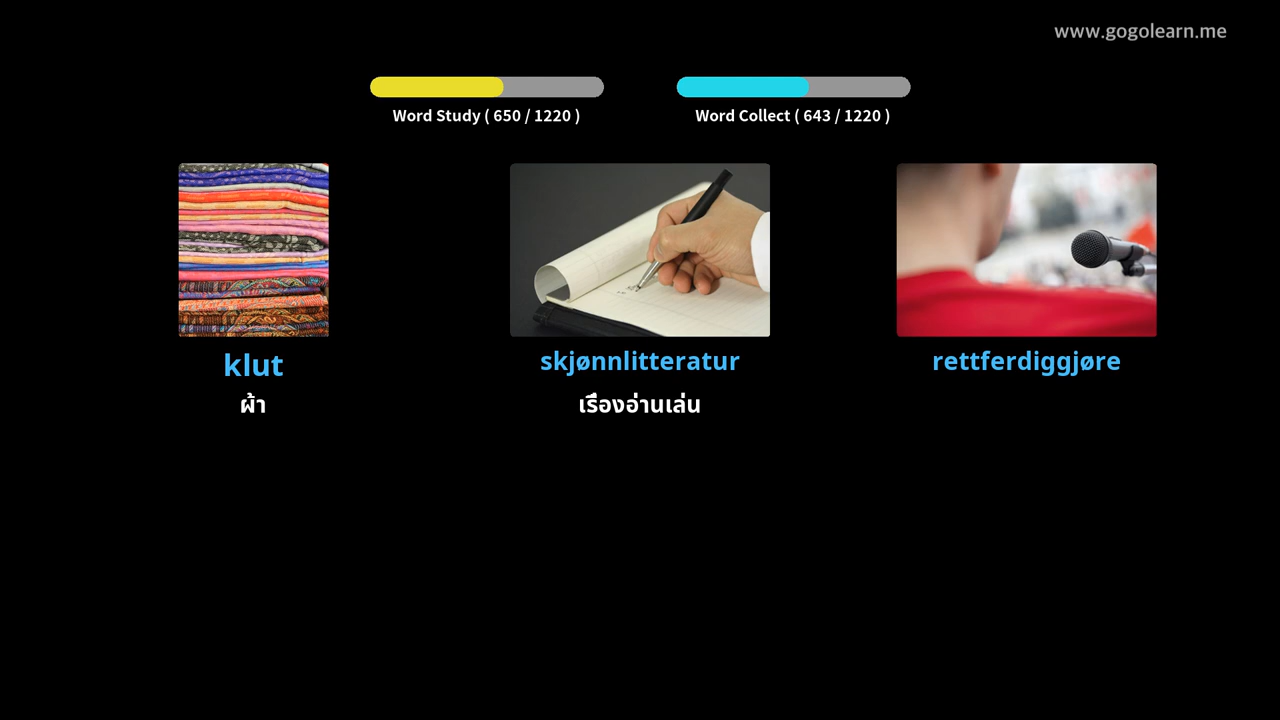 www.gogolearn.me
Word Study ( 650 / 1220 )
Word Collect ( 643 / 1220 )
klut
skjønnlitteratur
rettferdiggjøre
ผ้า
เรื่องอ่านเล่น